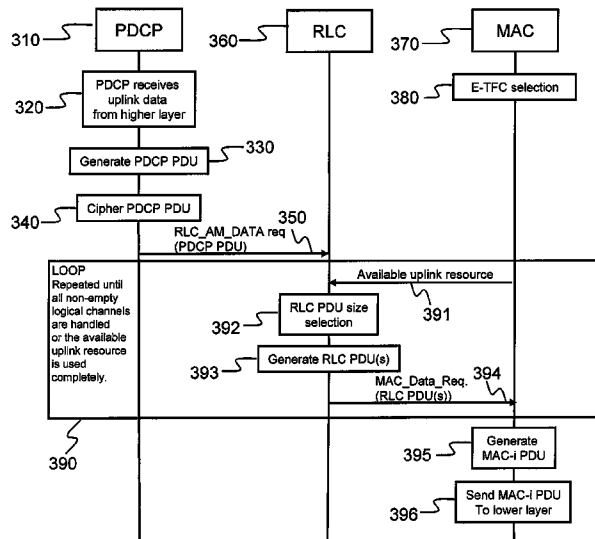 310
PDCP
360
RLC
370
MAC
320
PDCP receives
uplink data
from higher layer
380
E-TFC selection
Generate PDCP PDU
330
340
Cipher PDCP PDU
350
RLC_AM_DATA req
(PDCP PDU)
LOOP
Repeated until
all non-empty
logical channels
are handled
or the available
uplink resource
is used
completely.
Available uplink resource
391
392
RLC PDU size
selection
393
Generate RLC PDU(s)
MAC_Data_Req.
(RLC PDU(s))
394
390
395
Generate
MAC-i PDU
396
Send MAC-i PDU
To lower layer